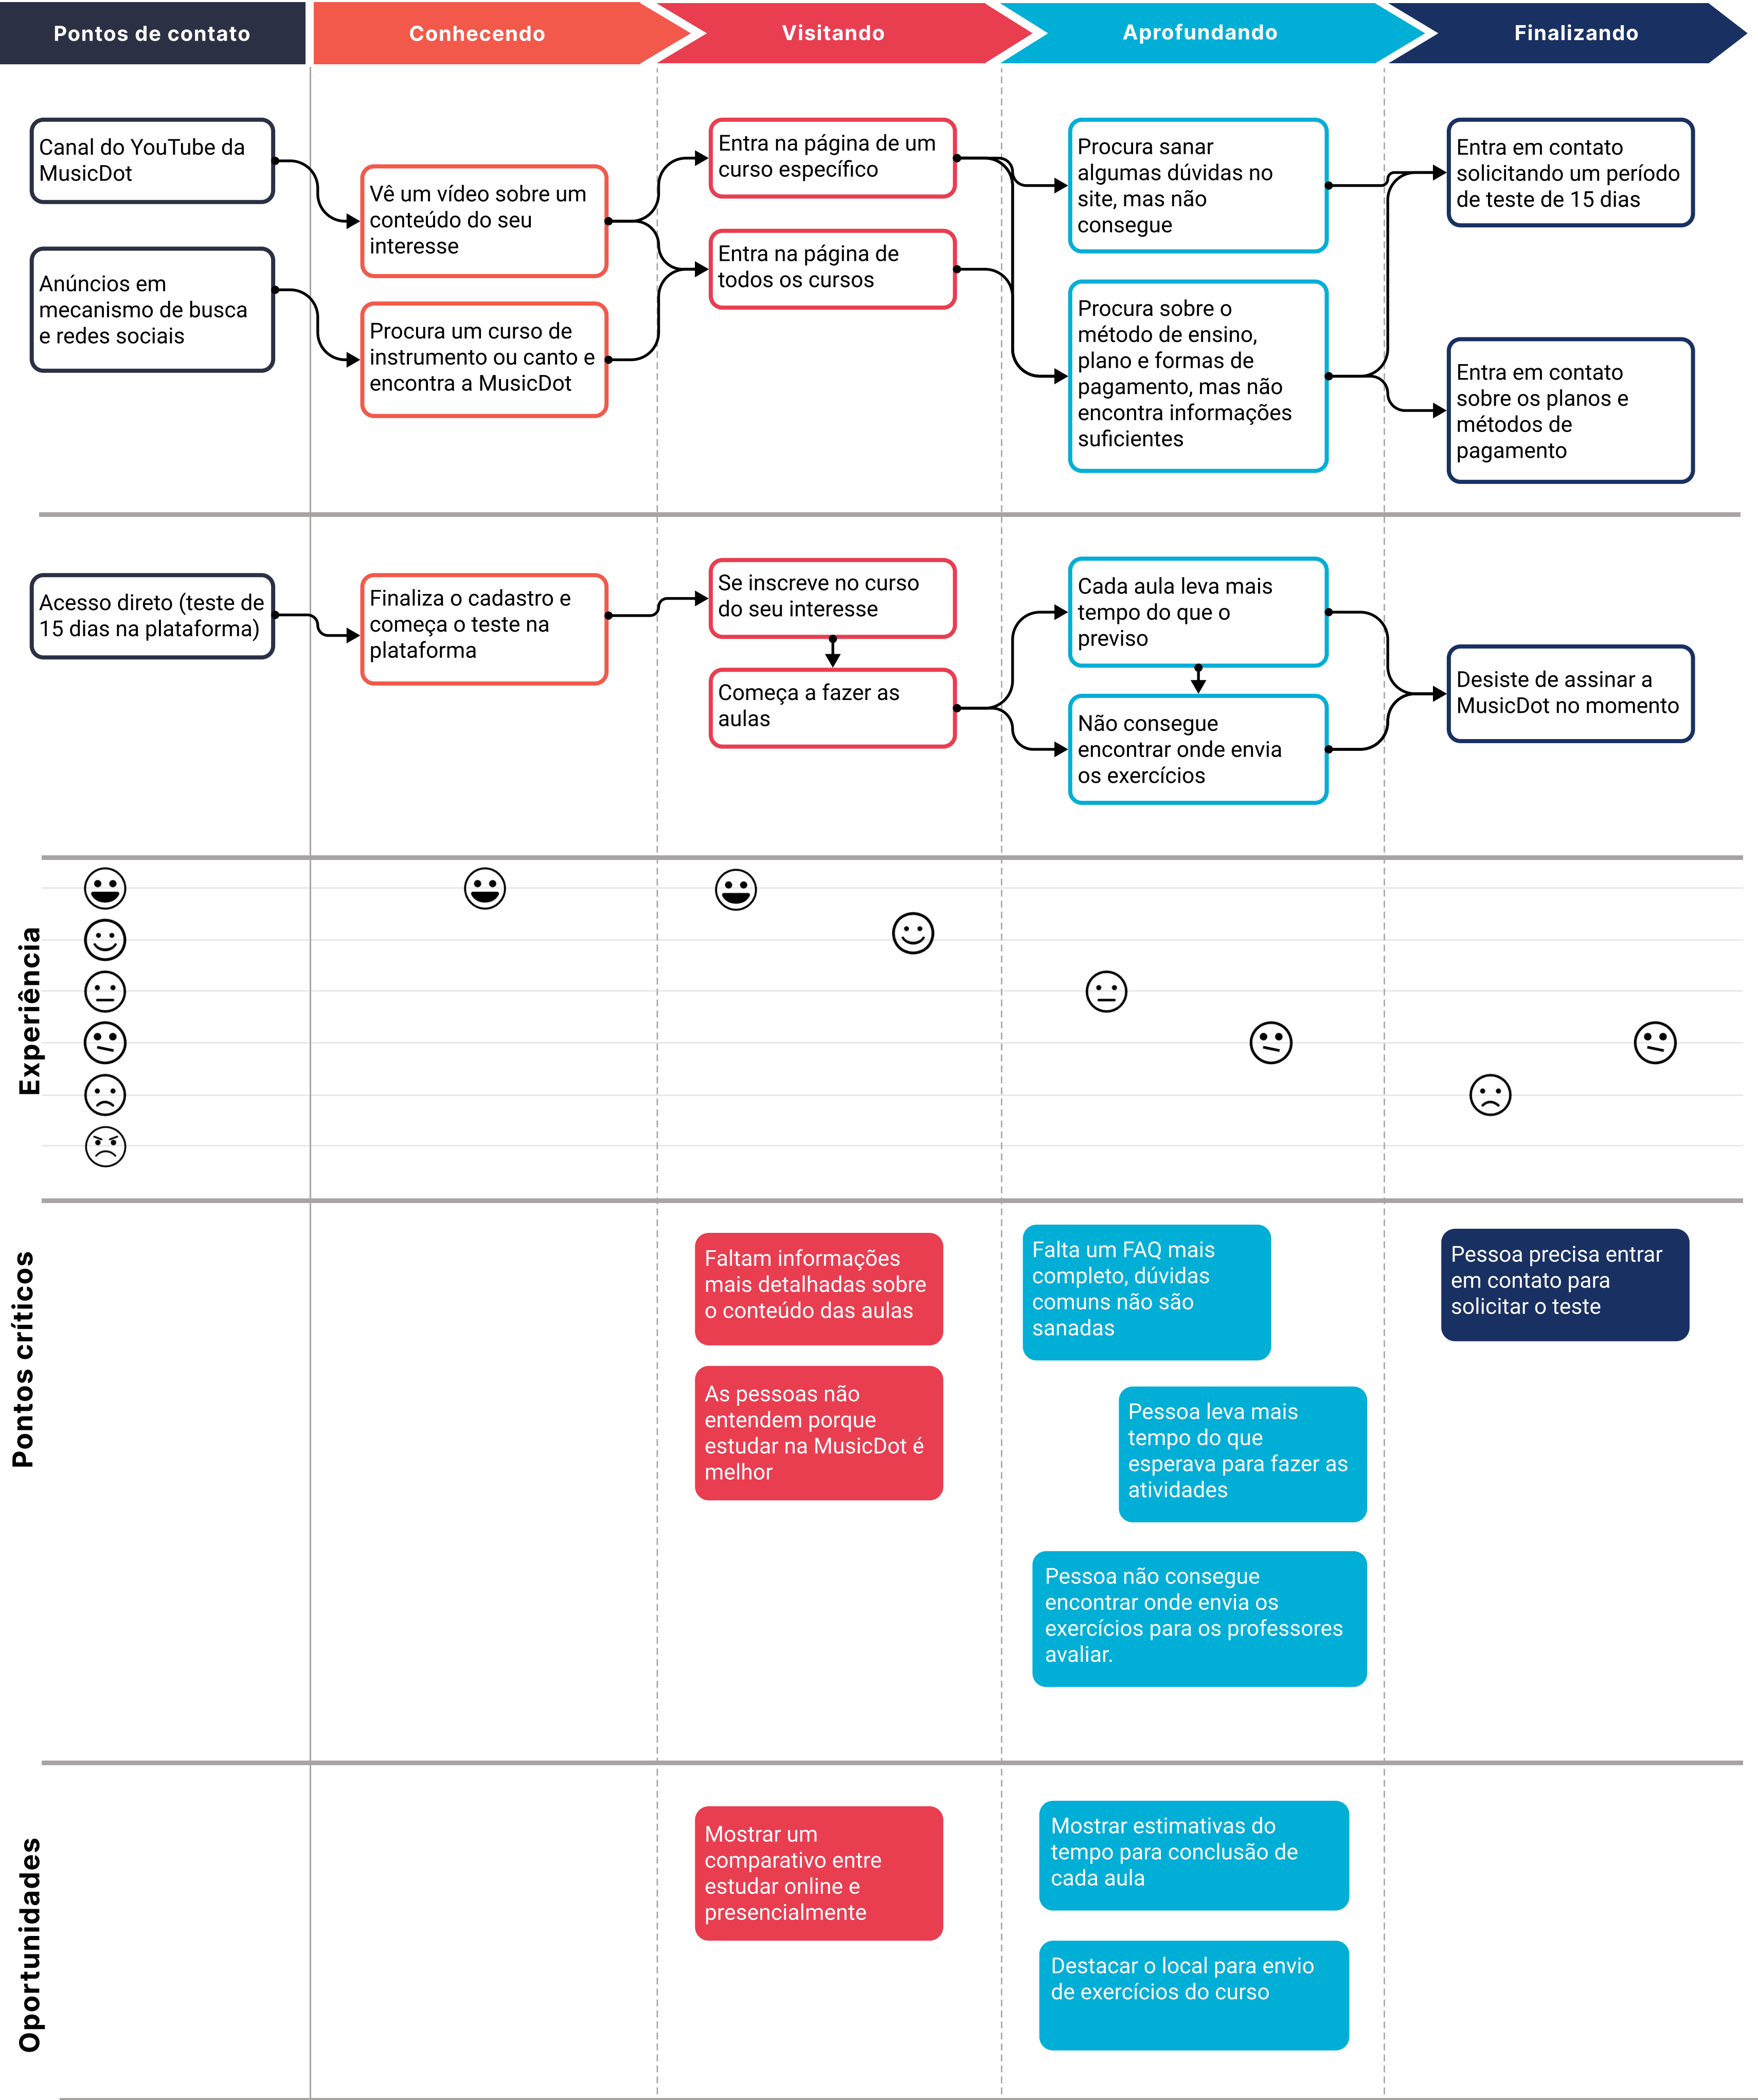 Pontos de contato
Conhecendo
Visitando
Aprofundando
Finalizando
Canal do YouTube da
MusicDot
Anúncios em
mecanismo de busca
e redes sociais
Vê um vídeo sobre um
conteúdo do seu
interesse
Procura um curso de
instrumento ou canto e
encontra a MusicDot
Entra na página de um
curso específico
Entra na página de
todos os cursos
Procura sanar
algumas dúvidas no
site, mas não
consegue
Procura sobre o
método de ensino,
plano e formas de
pagamento, mas não
encontra informações
suficientes
Entra em contato
solicitando um período
de teste de 15 dias
Entra em contato
sobre os planos e
métodos de
pagamento
Acesso direto (teste de
15 dias na plataforma)
Finaliza o cadastro e
começa o teste na
plataforma
Se inscreve no curso
do seu interesse
Começa a fazer as
aulas
Cada aula leva mais
tempo do que o
previso
Não consegue
encontrar onde envia
os exercícios
Desiste de assinar a
MusicDot no momento
Experiência
Pontos críticos
Faltam informações
mais detalhadas sobre
o conteúdo das aulas
As pessoas não
entendem porque
estudar na MusicDot é
melhor
Falta um FAQ mais
completo, dúvidas
comuns não são
sanadas
Pessoa leva mais
tempo do que
esperava para fazer as
atividades
Pessoa não consegue
encontrar onde envia os
exercícios para os professores
avaliar.
Pessoa precisa entrar
em contato para
solicitar o teste
Oportunidades
Mostrar um
comparativo entre
estudar online e
presencialmente
Mostrar estimativas do
tempo para conclusão de
cada aula
Destacar o local para envio
de exercícios do curso